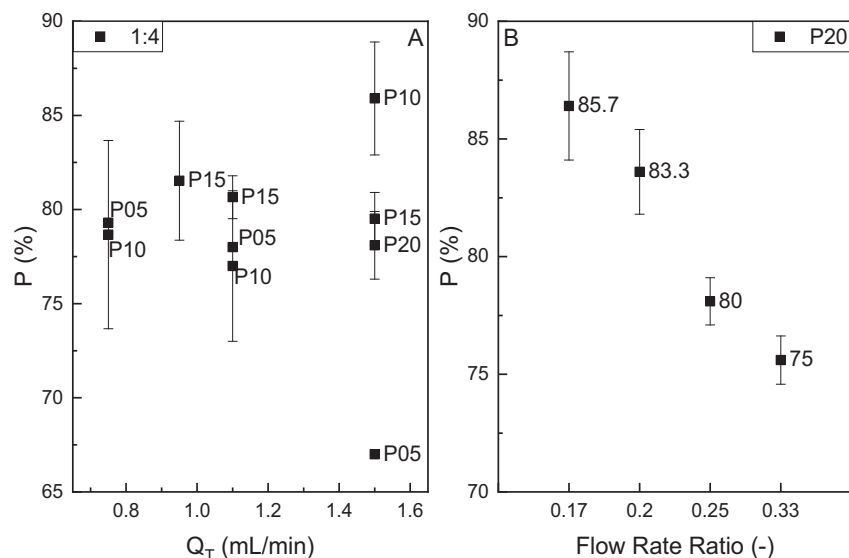 1:4
A
P (%)
90
85
80
75
70
65
P10
P15
P05
P10
P15
P05
P10
P15
P20
P05
0.8
1.0
1.2
1.4
1.6
Q_T (mL/min)
B
P20
P (%)
90
85
80
75
70
85.7
83.3
80
75
0.17
0.2
0.25
0.33
Flow Rate Ratio (-)